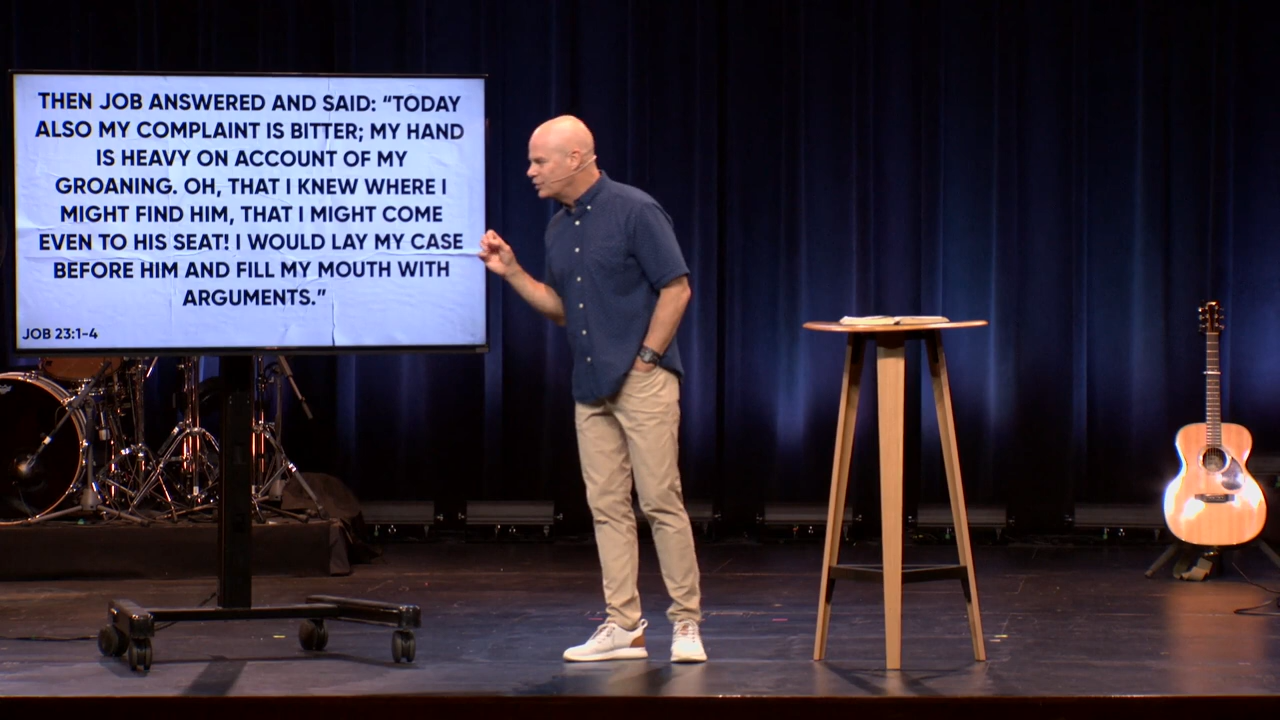 THEN JOB ANSWERED AND SAID: “TODAY
ALSO MY COMPLAINT IS BITTER; MY HAND
IS HEAVY ON ACCOUNT OF MY
GROANING. OH, THAT I KNEW WHERE I
MIGHT FIND HIM, THAT I MIGHT COME
EVEN TO HIS SEAT! I WOULD LAY MY CASE
BEFORE HIM AND FILL MY MOUTH WITH
ARGUMENTS.”
JOB 23:1-4